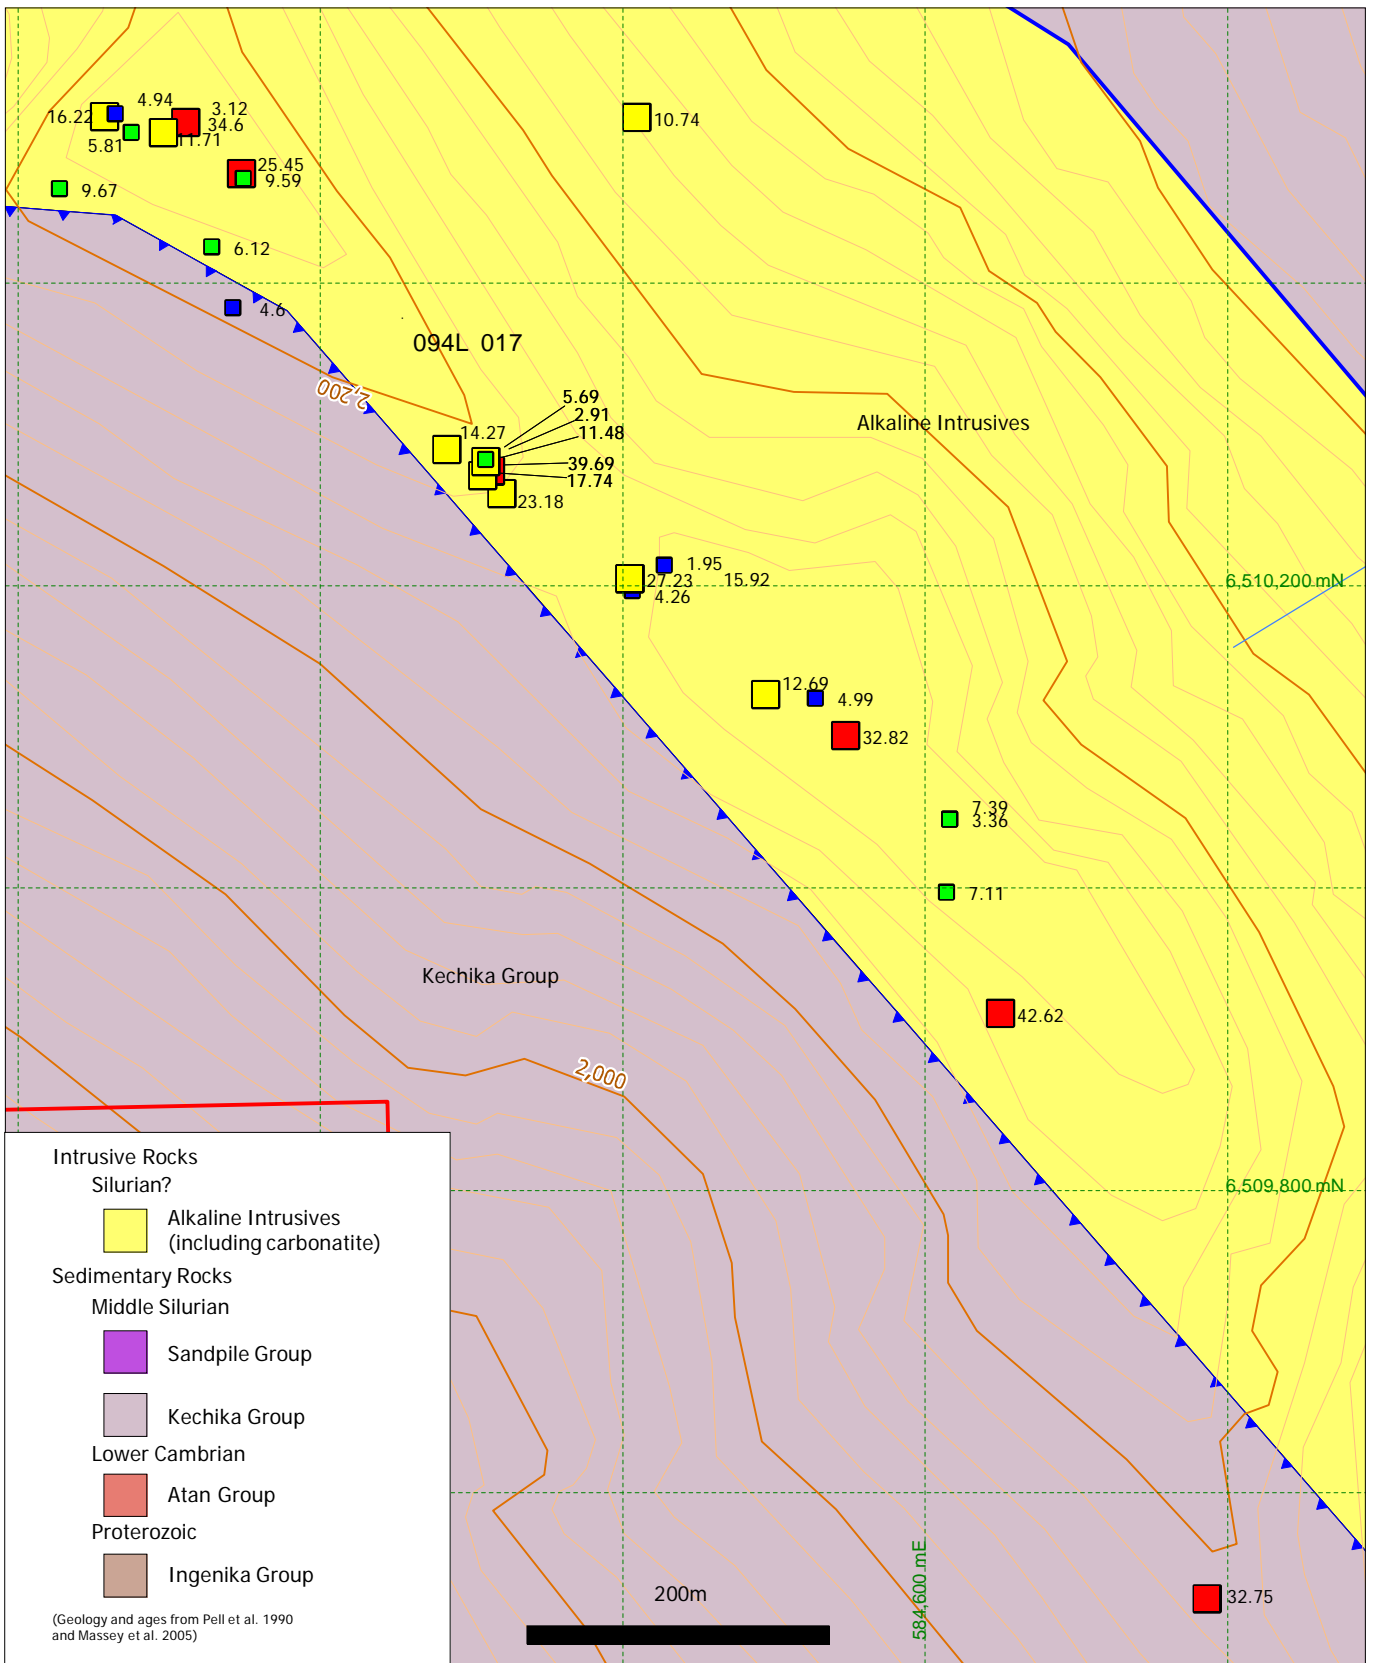 4.94
16.22
3.12
34.6
11.71
5.81
10.74
25.45
9.59
9.67
6.12
4.6
094L 017
2,200
5.69
2.91
11.48
14.27
39.69
17.74
23.18
Alkaline Intrusives
1.95
27.23
15.92
4.26
6,510,200 mN
12.69
4.99
32.82
7.39
3.36
7.11
Kechika Group
42.62
2,000
6,509,800 mN
Intrusive Rocks
Silurian?
Alkaline Intrusives
(including carbonatite)
Sedimentary Rocks
Middle Silurian
Sandpile Group
Kechika Group
Lower Cambrian
Atan Group
Proterozoic
Ingenika Group
(Geology and ages from Pell et al. 1990
and Massey et al. 2005)
200m
584,600 mE
32.75